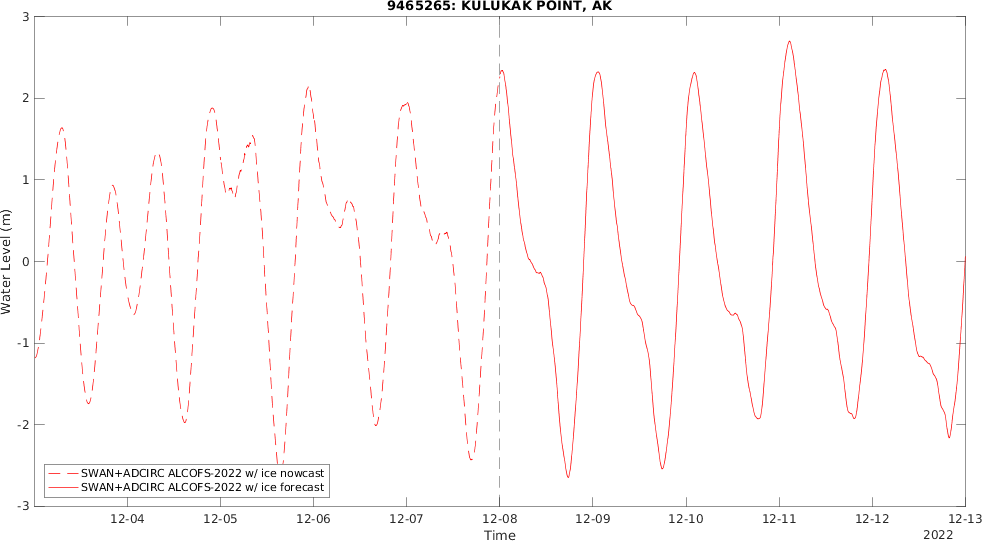 9465265: KULUKAK POINT, AK
3
2
1
0
-1
-2
-3
Water Level (m)
SWAN+ADCIRC ALCOFS-2022 w/ ice nowcast
SWAN+ADCIRC ALCOFS-2022 w/ ice forecast
12-04 12-05 12-06 12-07 12-08 12-09 12-10 12-11 12-12 12-13
Time
2022